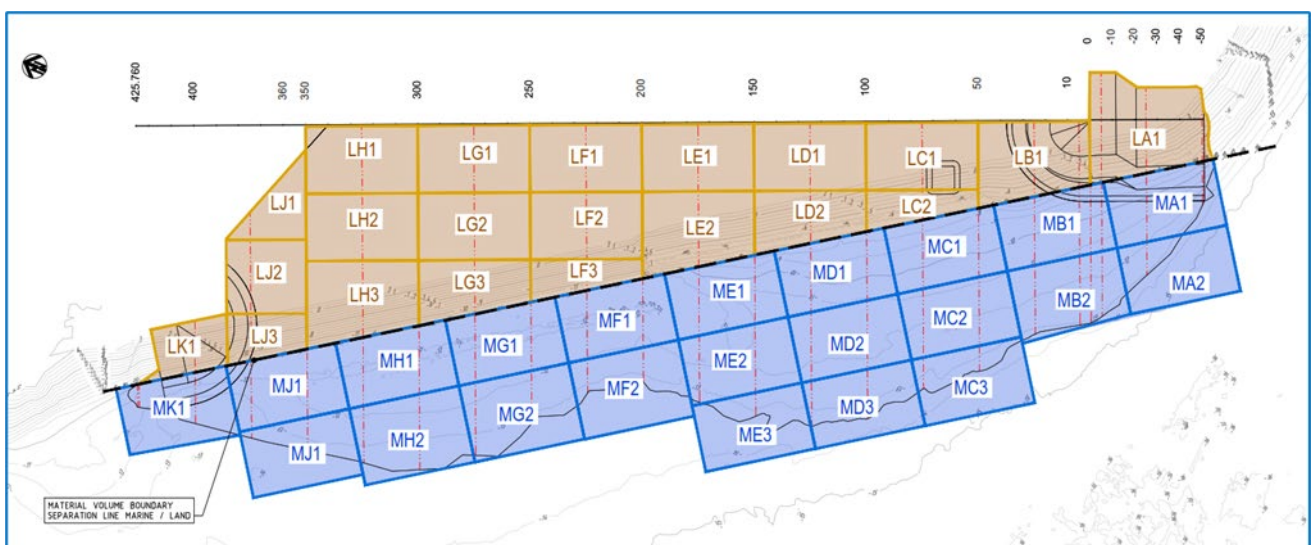 425.760
400
360
350
300
250
200
150
100
50
10
0
-10
-20
-30
-40
-50
LH1
LG1
LF1
LE1
LD1
LC1
LB1
LA1
LJ1
LH2
LG2
LF2
LE2
LD2
LC2
LJ2
LH3
LG3
LF3
LK1
LJ3
MA1
MB1
MC1
MD1
ME1
MF1
MG1
MH1
MJ1
MK1
MA2
MB2
MC2
MD2
ME2
MF2
MG2
MH2
MJ1
MC3
MD3
ME3
MATERIAL VOLUME BOUNDARY
SEPARATION LINE MARINE / LAND